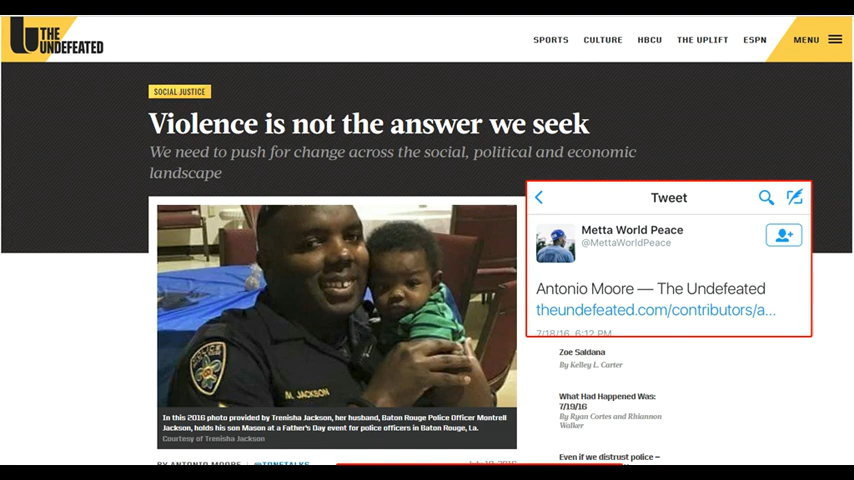 THE
UNDEFEATED
SPORTS CULTURE HBCU THE UPLIFT ESPN MENU
SOCIAL JUSTICE
Violence is not the answer we seek
We need to push for change across the social, political and economic
landscape
POLICE
M. JACKSON
In this 2016 photo provided by Trenisha Jackson, her husband, Baton Rouge Police Officer Montrell
Jackson, holds his son Mason at a Father's Day event for police officers in Baton Rouge, La.
Courtesy of Trenisha Jackson
BY ANTONIO MOORE | @TONETALKS
July 19, 2016
Tweet
Metta World Peace
@MettaWorldPeace
Antonio Moore — The Undefeated
theundefeated.com/contributors/a...
7/18/16, 6:12 PM
Zoe Saldana
By Kelley L. Carter
What Had Happened Was:
7/19/16
By Ryan Cortes and Rhiannon
Walker
Even if we distrust police –